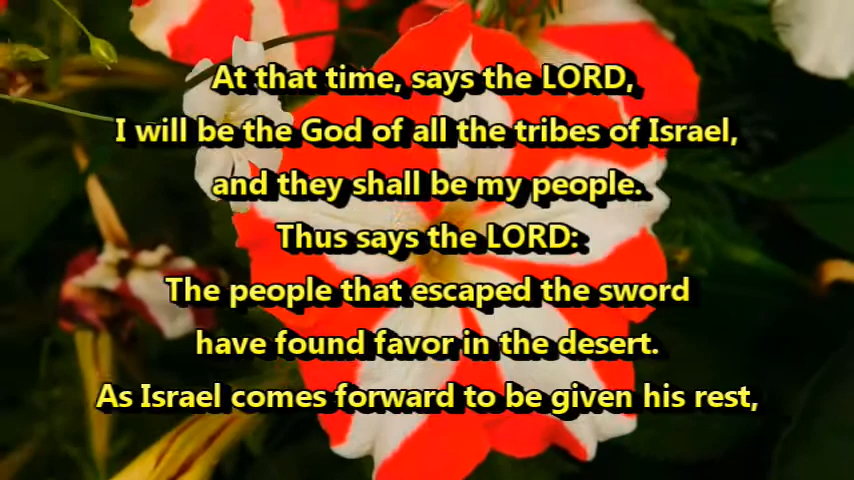 At that time, says the LORD,
I will be the God of all the tribes of Israel,
and they shall be my people.
Thus says the LORD:
The people that escaped the sword
have found favor in the desert.
As Israel comes forward to be given his rest,